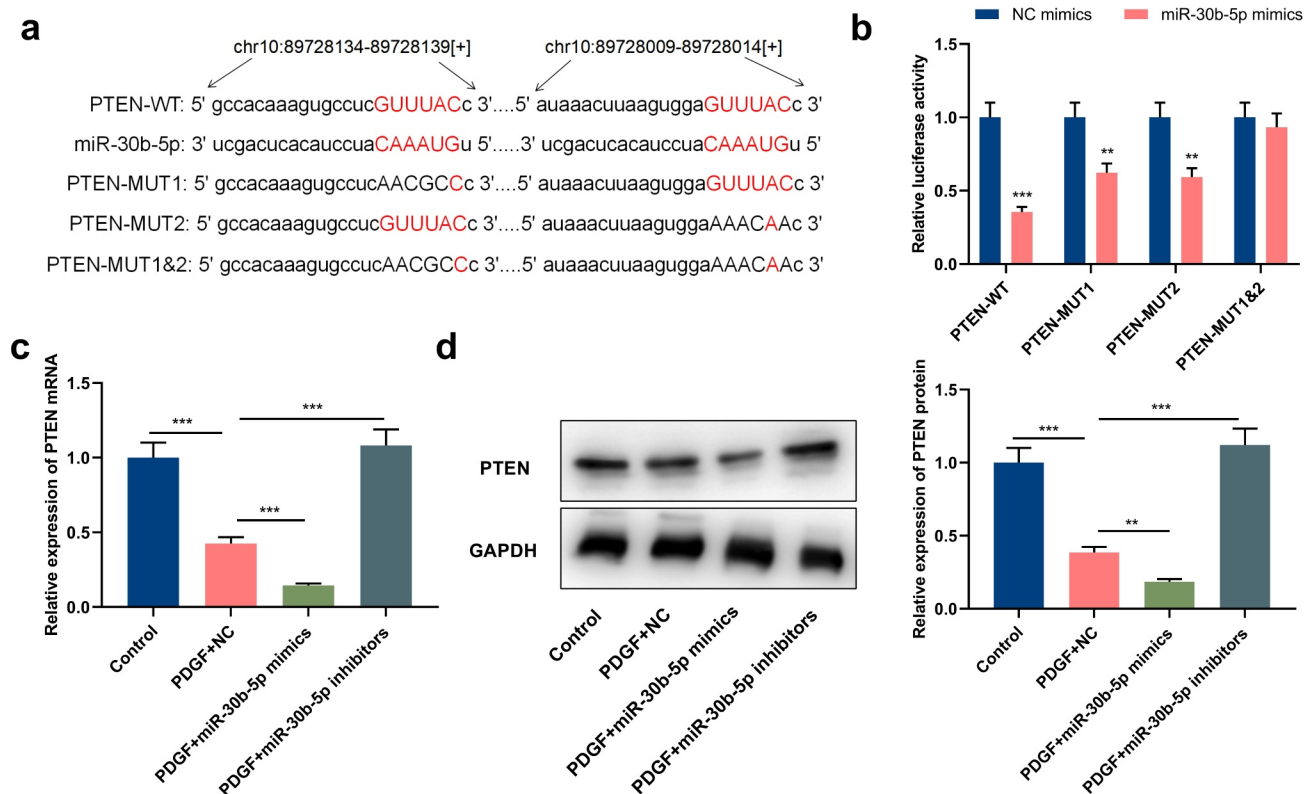 a
chr10:89728134-89728139[+] chr10:89728009-89728014[+]
PTEN-WT: 5' gccacaaagugccucGUUUACc 3'....5' auaaacuuaaguggaGUUUACc 3'
miR-30b-5p: 3' ucgacucacauccuaCAAAUGu 5'.....3' ucgacucacauccuaCAAAUGu 5'
PTEN-MUT1: 5' gccacaaagugccucAACGCCc 3'....5' auaaacuuaaguggaGUUUACc 3'
PTEN-MUT2: 5' gccacaaagugccucGUUUACc 3'....5' auaaacuuaaguggaAAACAAc 3'
PTEN-MUT1&2: 5' gccacaaagugccucAACGCCc 3'....5' auaaacuuaaguggaAAACAAc 3'
b
NC mimics miR-30b-5p mimics
Relative luciferase activity
1.5
1.0
0.5
0.0
***
**
**
PTEN-WT
PTEN-MUT1
PTEN-MUT2
PTEN-MUT1&2
c
Relative expression of PTEN mRNA
1.5
1.0
0.5
0.0
***
***
***
Control
PDGF+NC
PDGF+miR-30b-5p mimics
PDGF+miR-30b-5p inhibitors
d
PTEN
GAPDH
Control
PDGF+NC
PDGF+miR-30b-5p mimics
PDGF+miR-30b-5p inhibitors
Relative expression of PTEN protein
1.5
1.0
0.5
0.0
***
***
**
Control
PDGF+NC
PDGF+miR-30b-5p mimics
PDGF+miR-30b-5p inhibitors